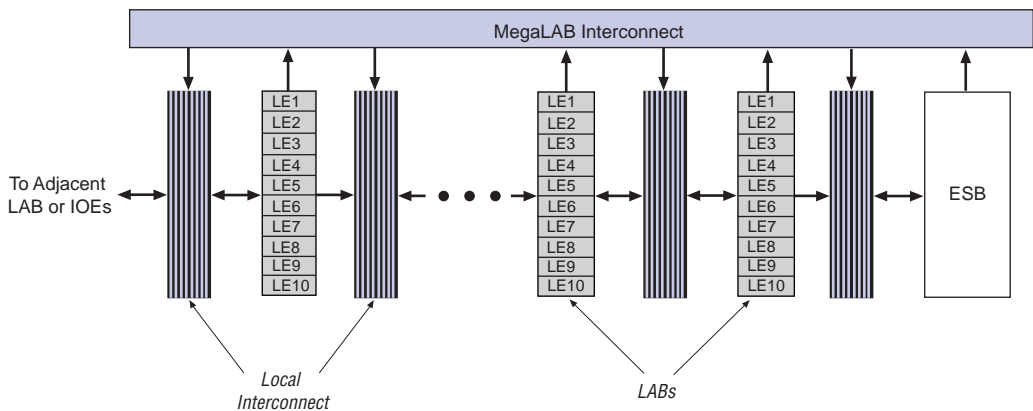 MegaLAB Interconnect
LE1
LE2
LE3
LE4
LE5
LE6
LE7
LE8
LE9
LE10
LE1
LE2
LE3
LE4
LE5
LE6
LE7
LE8
LE9
LE10
LE1
LE2
LE3
LE4
LE5
LE6
LE7
LE8
LE9
LE10
To Adjacent
LAB or IOEs
ESB
Local
Interconnect
LABs